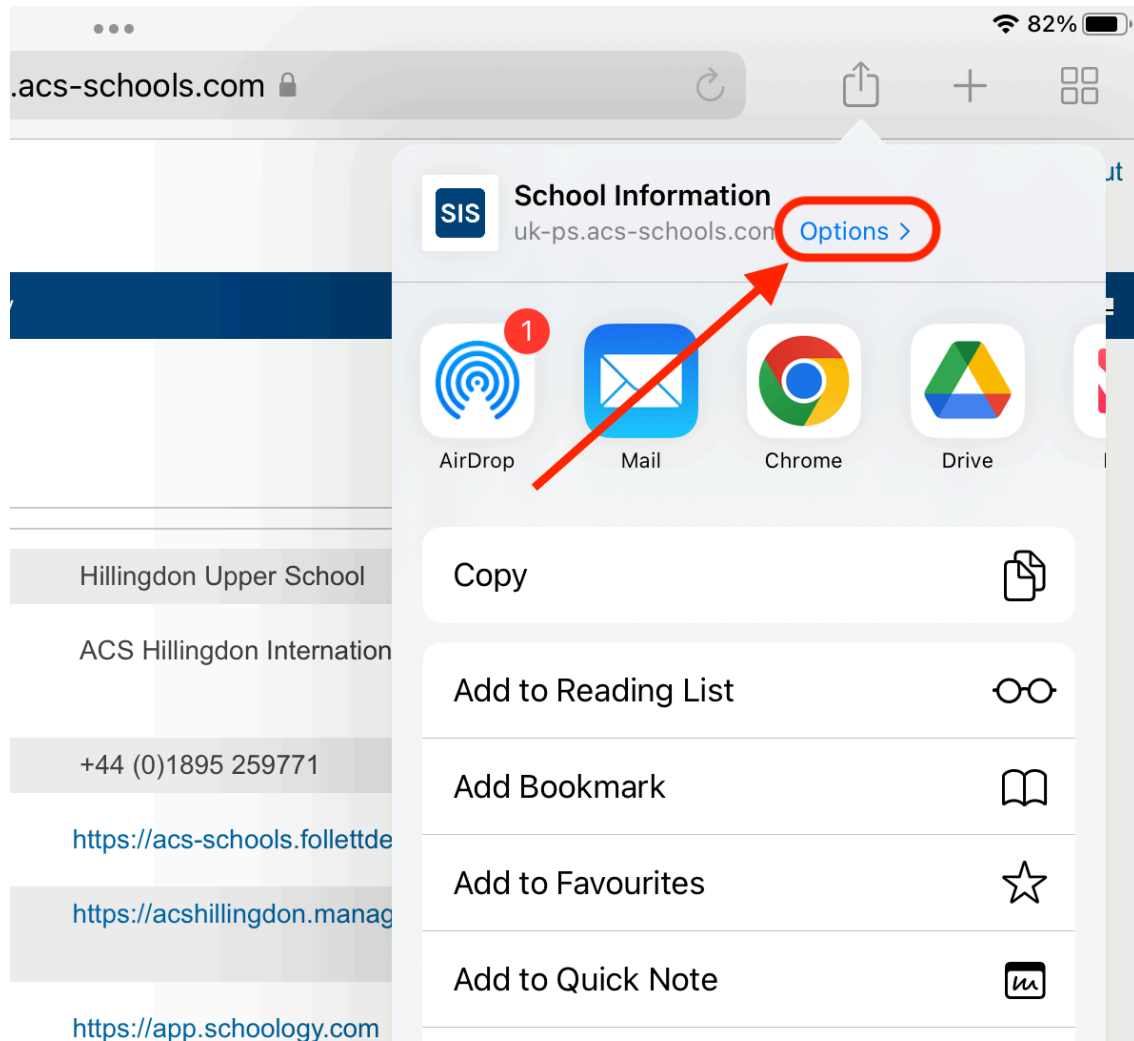 82%
.acs-schools.com
School Information
SIS
uk-ps.acs-schools.com
Options >
1
AirDrop
Mail
Chrome
Drive
Copy
Hillingdon Upper School
ACS Hillingdon Internation
Add to Reading List
+44 (0)1895 259771
Add Bookmark
https://acs-schools.follettde
Add to Favourites
https://acshillingdon.manag
Add to Quick Note
https://app.schoology.com